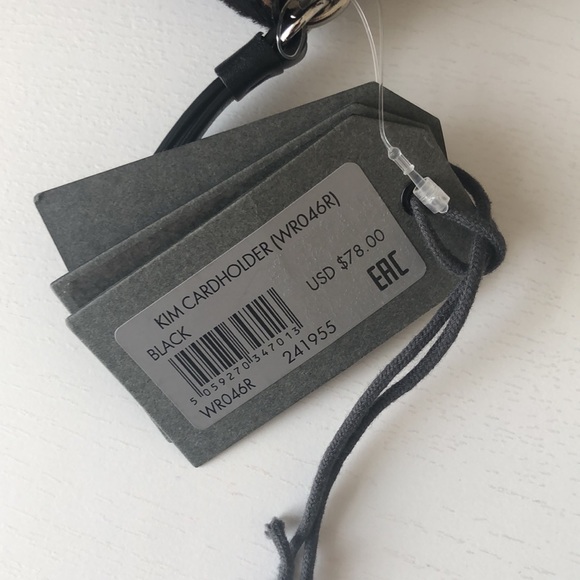 KIM CARDHOLDER (WR046R)
BLACK
USD $78.00
5 059270 347013
WR046R
241955
EAC